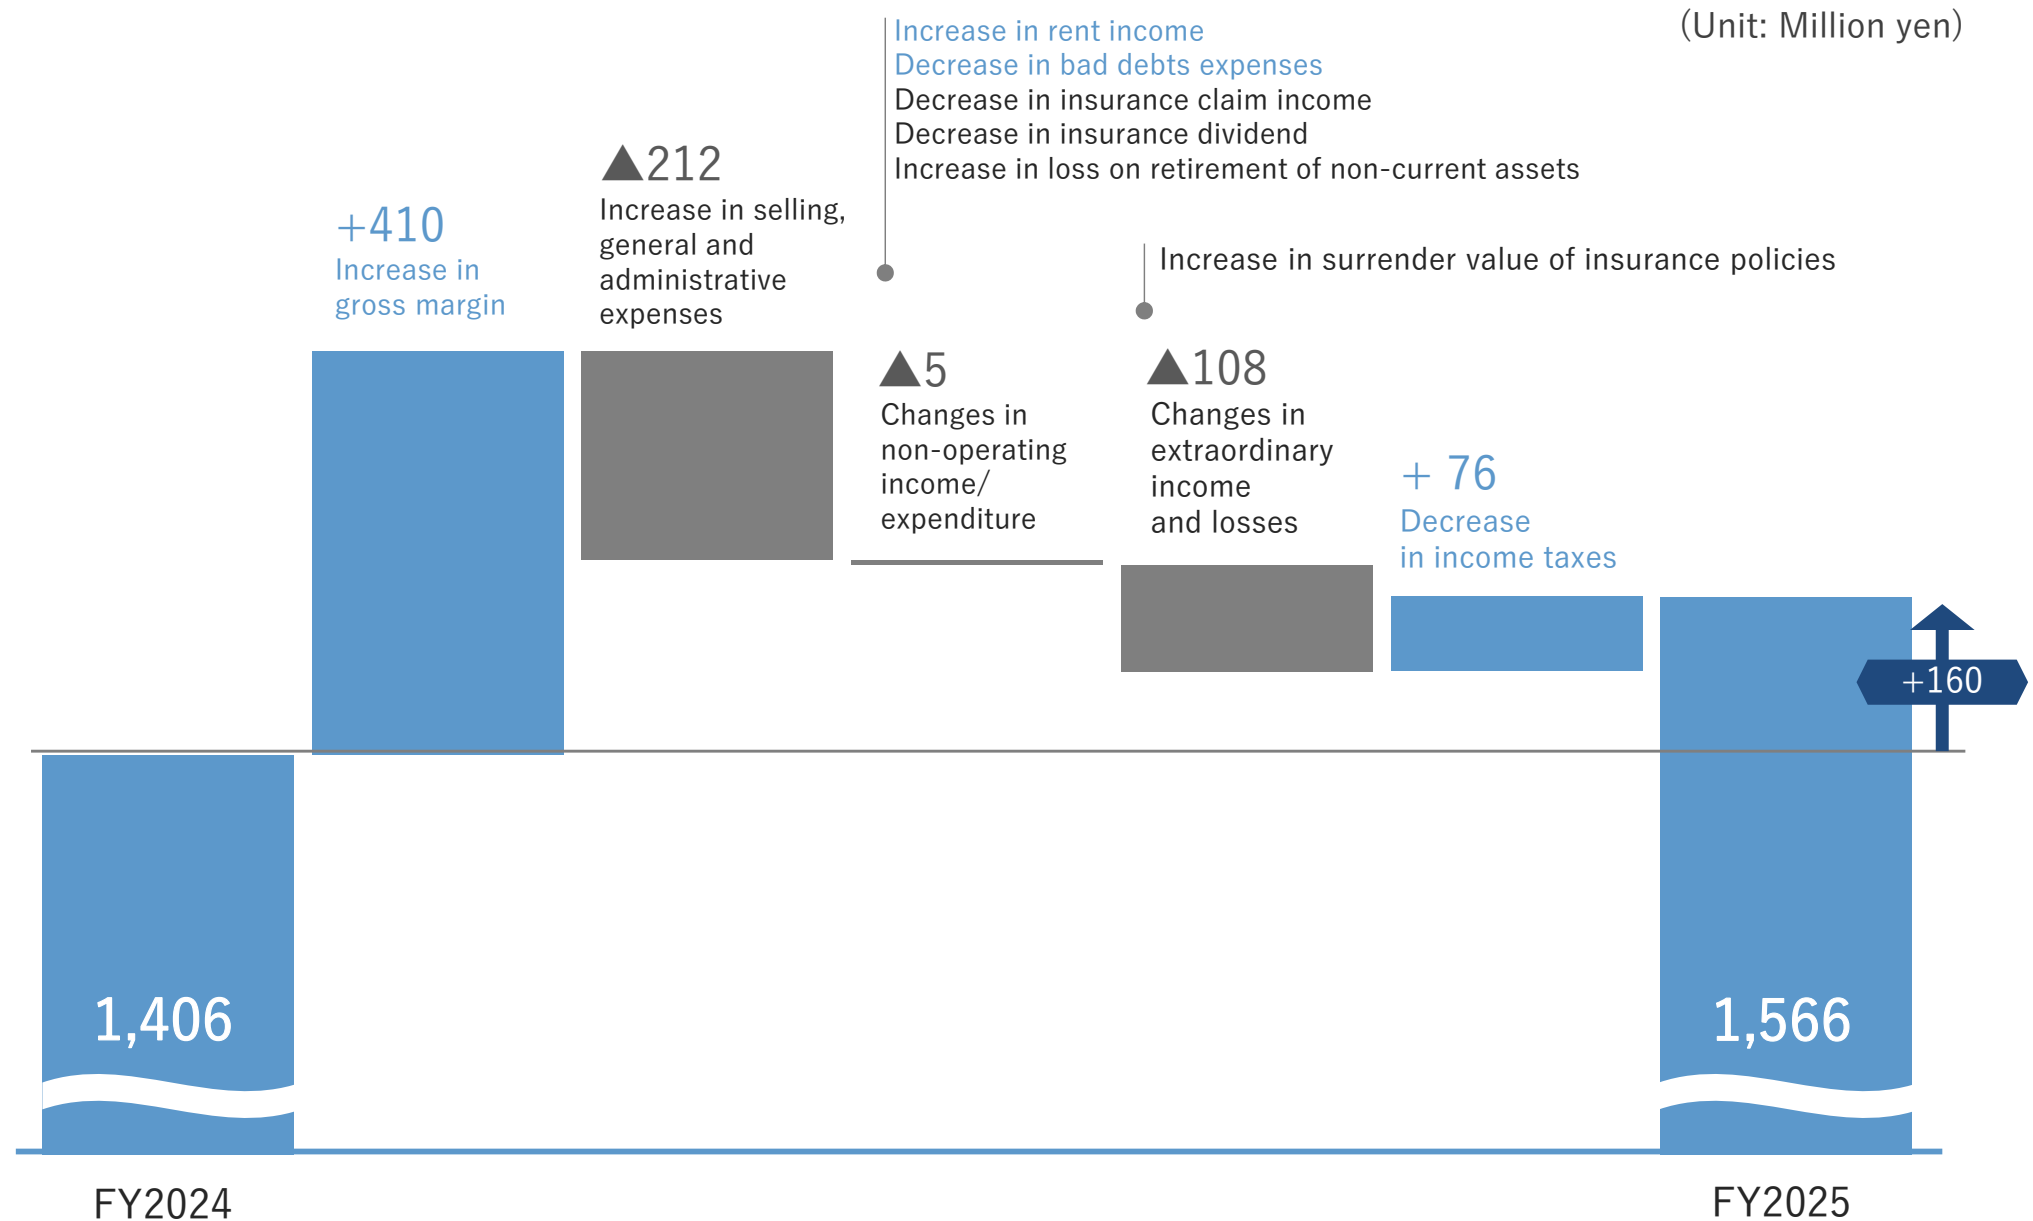 (Unit: Million yen)
Increase in rent income
Decrease in bad debts expenses
Decrease in insurance claim income
Decrease in insurance dividend
Increase in loss on retirement of non-current assets
+410
Increase in
gross margin
▲212
Increase in selling,
general and
administrative
expenses
▲5
Changes in
non-operating
income/
expenditure
Increase in surrender value of insurance policies
▲108
Changes in
extraordinary
income
and losses
+ 76
Decrease
in income taxes
+160
1,406
1,566
FY2024
FY2025